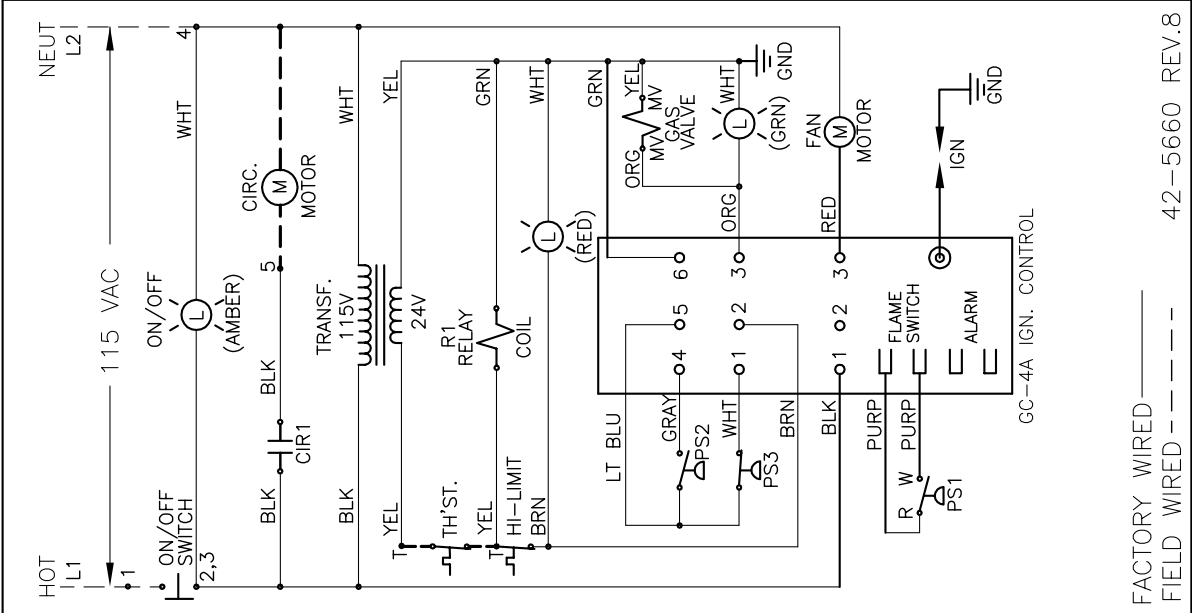 HOT
L1
115 VAC
NEUT
L2
1
ON/OFF
SWITCH
2,3
ON/OFF
L
(AMBER)
WHT
4
BLK
CIR1
BLK
5
CIRC.
M
MOTOR
BLK
TRANSF.
115V
WHT
24V
YEL
YEL
T
TH'ST.
YEL
R1
RELAY
COIL
GRN
T
HI-LIMIT
BRN
L
(RED)
WHT
GRN
LT BLU
5
6
ORG
MV
MV
YEL
GAS
VALVE
GRAY
4
PS2
WHT
1
2
3
ORG
L
(GRN)
WHT
GND
PS3
BRN
BLK
1
2
3
RED
FAN
M
MOTOR
PURP
PURP
R
W
PS1
FLAME
SWITCH
ALARM
IGN
GND
GC-4A IGN. CONTROL
FACTORY WIRED
FIELD WIRED
42-5660 REV.8